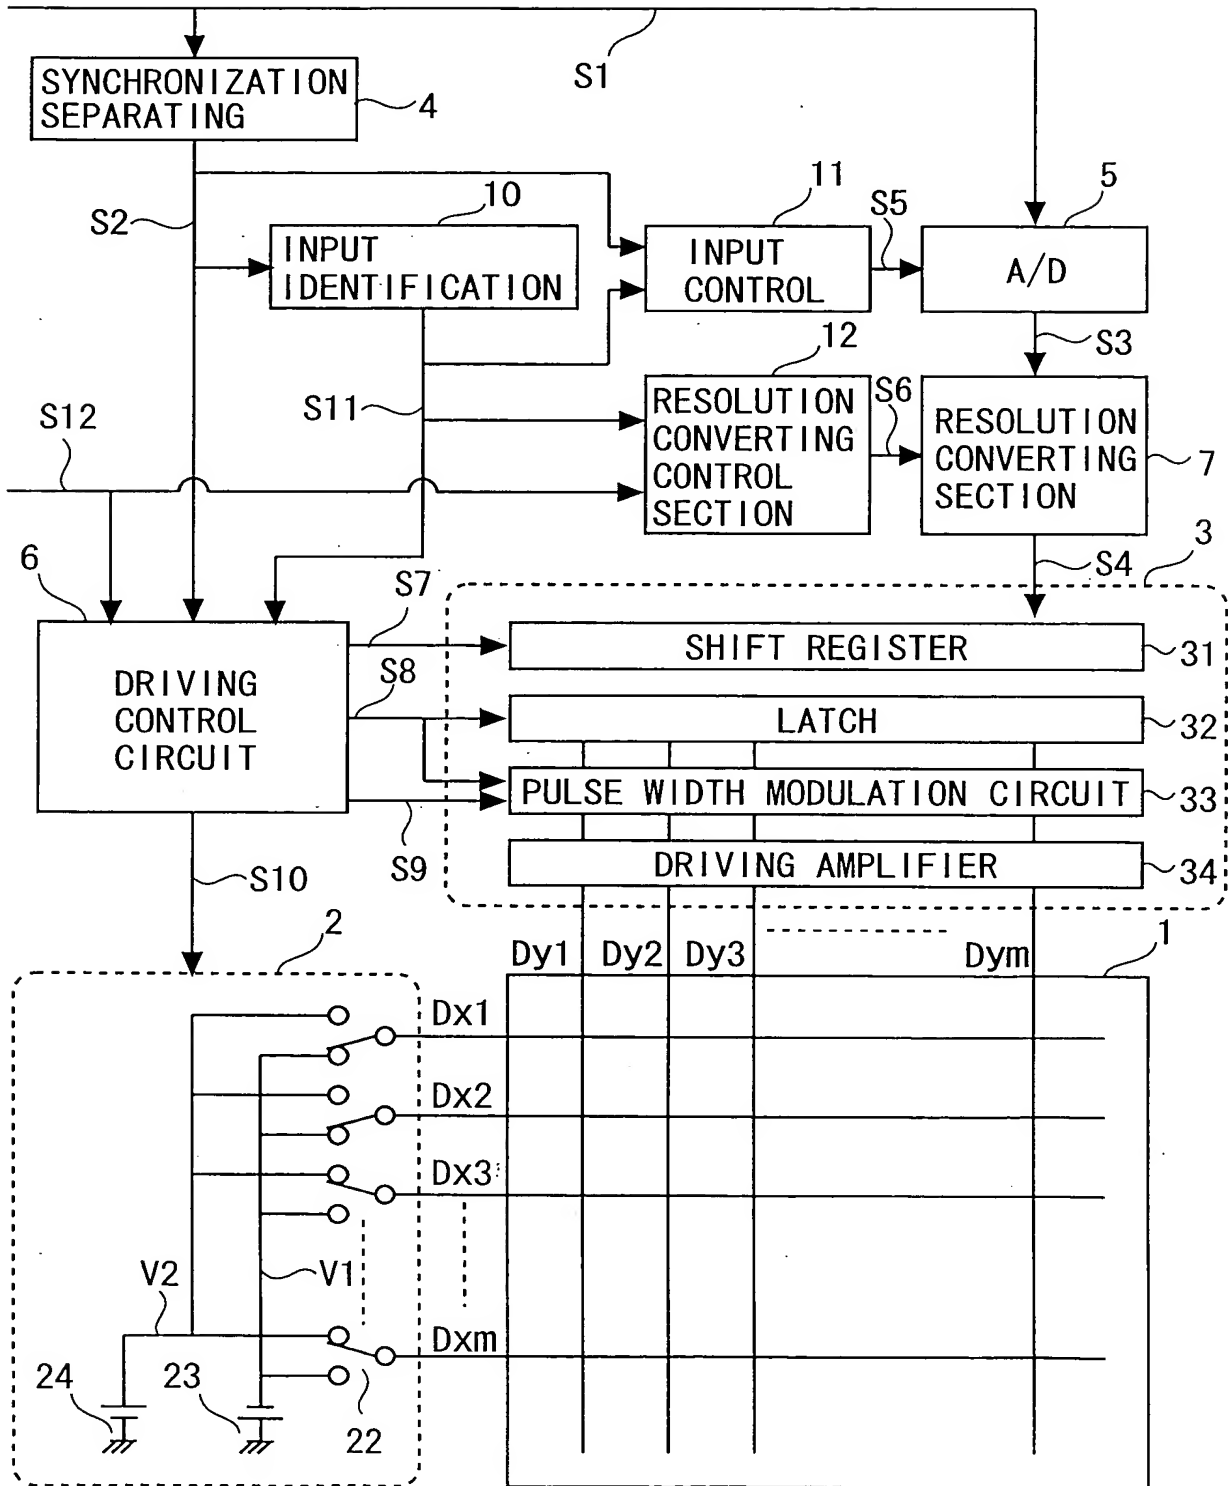 S1
SYNCHRONIZATION
SEPARATING
4
S2
10
INPUT
IDENTIFICATION
11
INPUT
CONTROL
S5
5
A/D
S3
12
S11
S12
RESOLUTION
CONVERTING
CONTROL
SECTION
S6
RESOLUTION
CONVERTING
SECTION
7
3
S4
6
S7
DRIVING
CONTROL
CIRCUIT
S8
SHIFT REGISTER
31
LATCH
32
PULSE WIDTH MODULATION CIRCUIT
33
S9
DRIVING AMPLIFIER
34
S10
2
Dy1
Dy2
Dy3
Dym
1
Dx1
Dx2
Dx3
V2
V1
Dxm
24
23
22